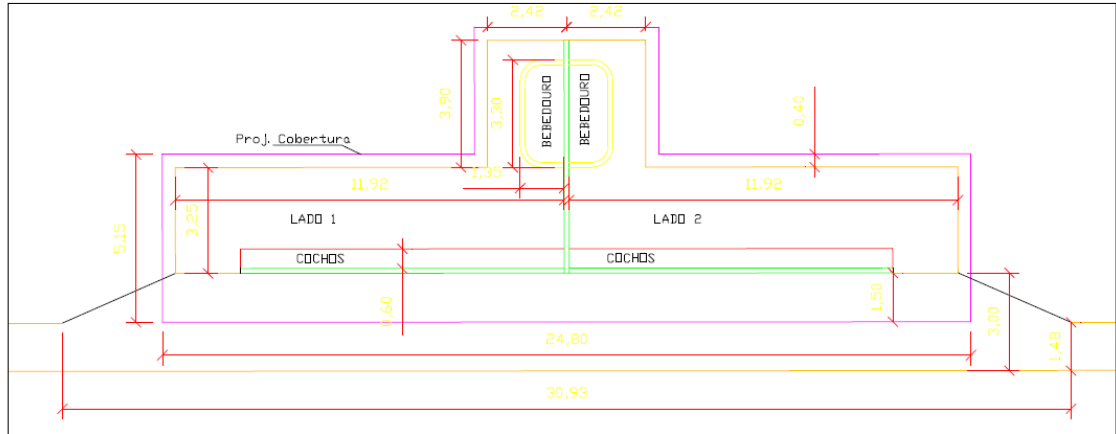 2,42 2,42
3,90
3,30
BEBEDOURO
BEBEDOURO
0,40
Proj. Cobertura
1,35
11,92 11,92
5,15
3,25
LADO 1 LADO 2
COCHOS COCHOS
0,60
1,50
3,00
1,48
24,80
30,93